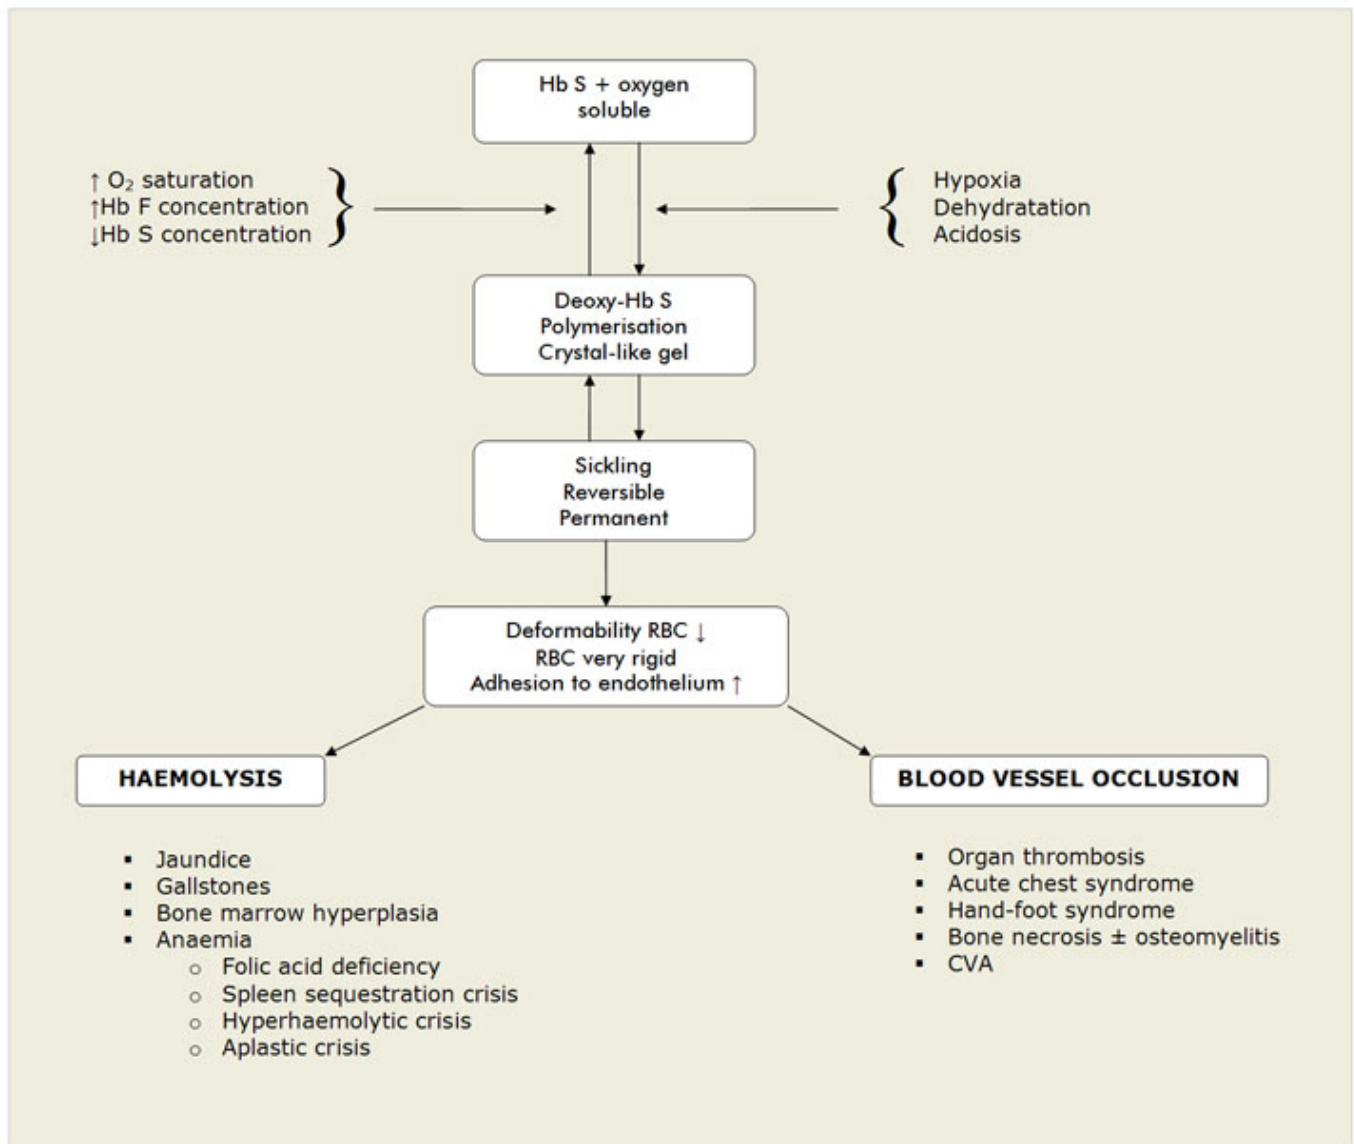 Hb S + oxygen
soluble
↑ O₂ saturation
↑Hb F concentration
↓Hb S concentration
Hypoxia
Dehydratation
Acidosis
Deoxy-Hb S
Polymerisation
Crystal-like gel
Sickling
Reversible
Permanent
Deformability RBC ↓
RBC very rigid
Adhesion to endothelium ↑
HAEMOLYSIS
▪ Jaundice
▪ Gallstones
▪ Bone marrow hyperplasia
▪ Anaemia
o Folic acid deficiency
o Spleen sequestration crisis
o Hyperhaemolytic crisis
o Aplastic crisis
BLOOD VESSEL OCCLUSION
▪ Organ thrombosis
▪ Acute chest syndrome
▪ Hand-foot syndrome
▪ Bone necrosis ± osteomyelitis
▪ CVA